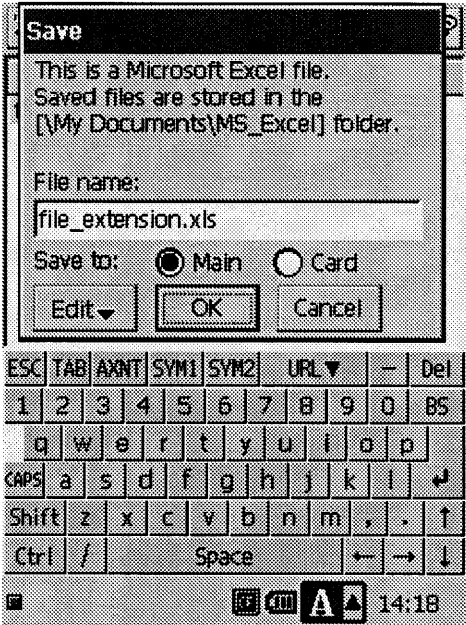 Save
This is a Microsoft Excel file.
Saved files are stored in the
[\My Documents\MS_Excel] folder.
File name:
file_extension.xls
Save to: Main Card
Edit OK Cancel
ESC TAB AXNT SYM1 SYM2 URL▼ - Del
1 2 3 4 5 6 7 8 9 0 BS
q w e r t y u i o p
CAPS a s d f g h j k l ↵
Shift z x c v b n m , . ↑
Ctrl / Space ← → ↓
A 14:18